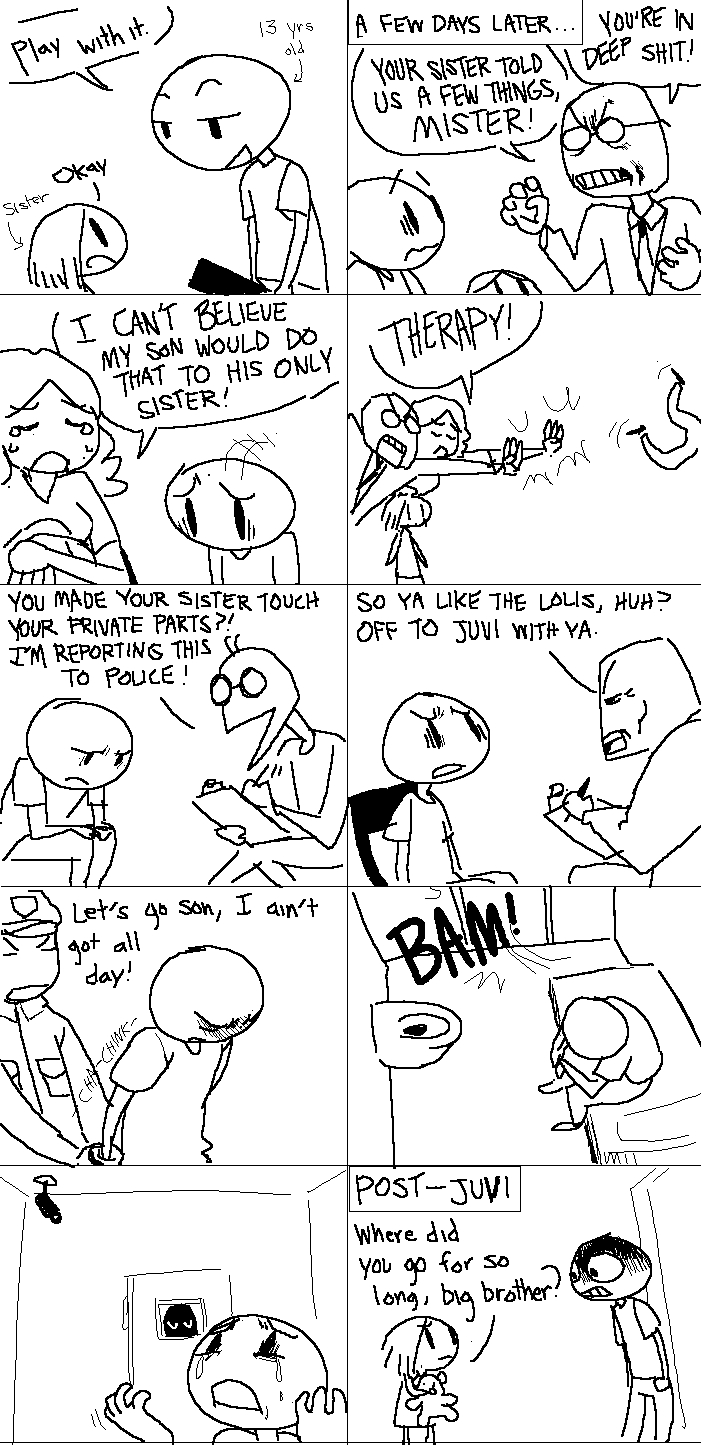 Play with it.
13 yrs
old
Okay
Sister
A FEW DAYS LATER...
YOUR SISTER TOLD
US A FEW THINGS,
MISTER!
YOU'RE IN
DEEP SHIT!
I CAN'T BELIEVE
MY SON WOULD DO
THAT TO HIS ONLY
SISTER!
THERAPY!
YOU MADE YOUR SISTER TOUCH
YOUR PRIVATE PARTS?!
I'M REPORTING THIS
TO POLICE!
SO YA LIKE THE LOLIS, HUH?
OFF TO JUVI WITH YA.
Let's go son, I ain't
got all
day!
CHA-CHINK-
BAM!
POST-JUVI
Where did
you go for so
long, big brother?